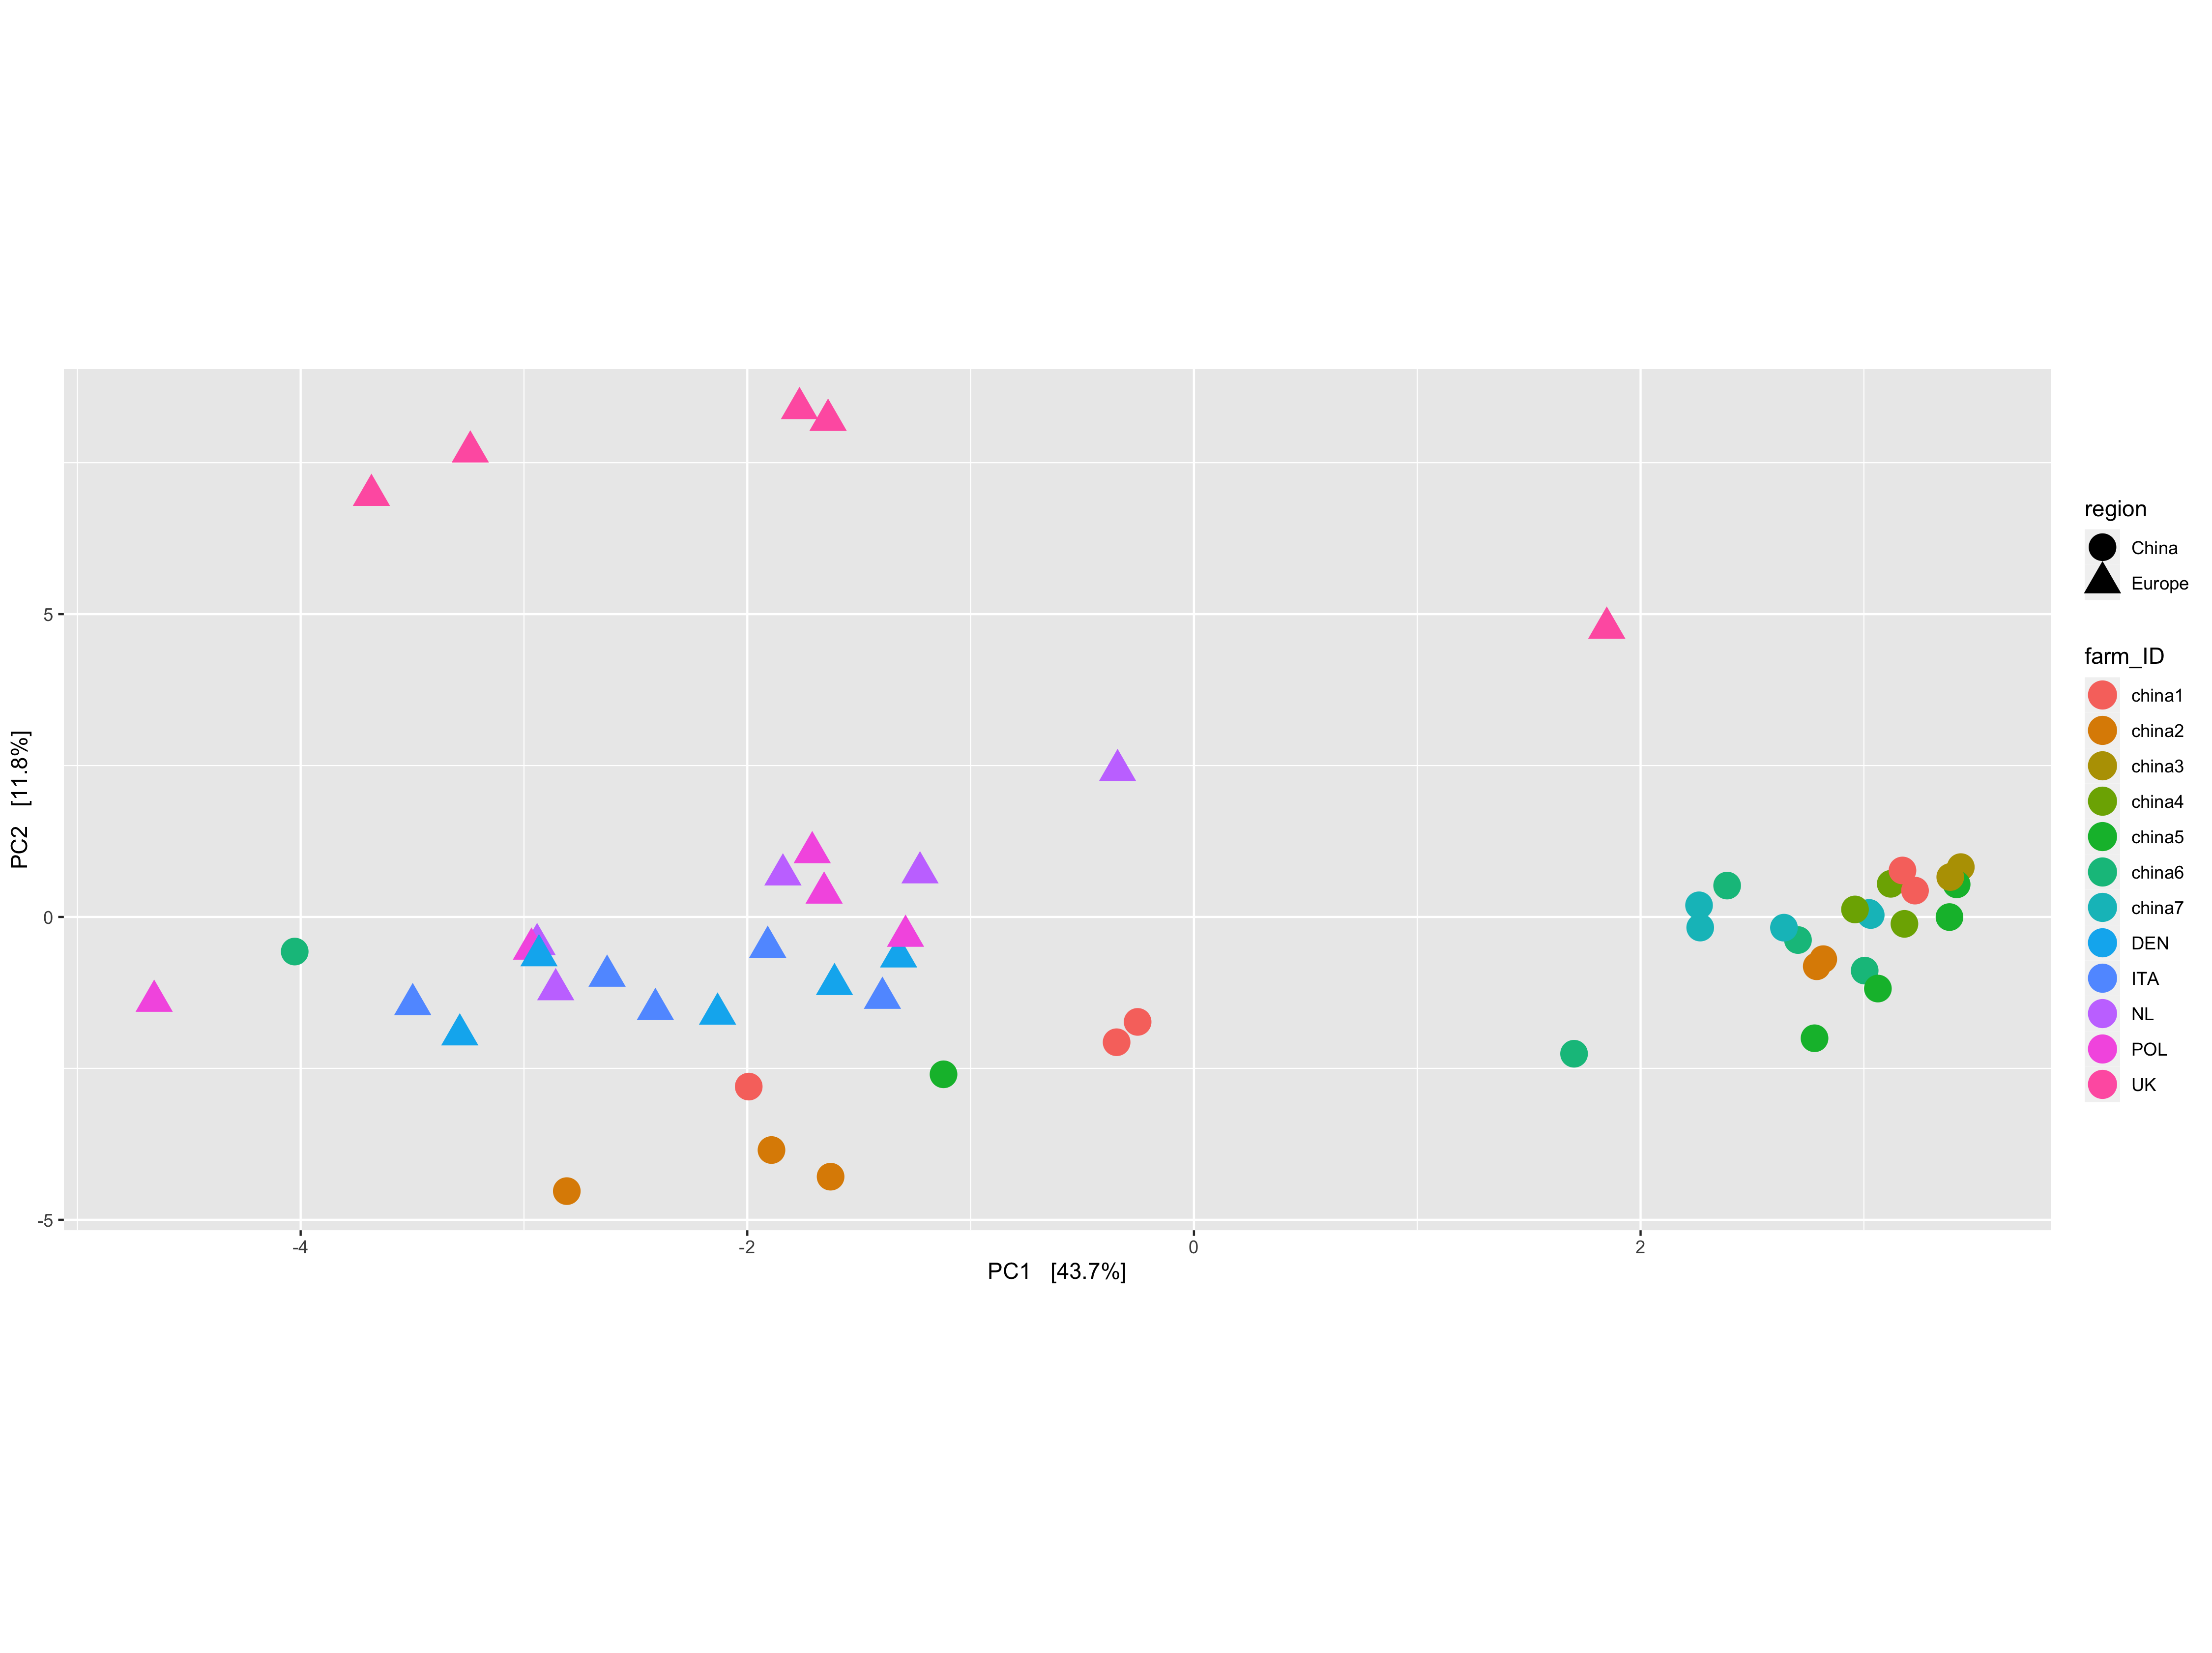 5
0
-5
PC2 [11.8%]
-4
-2
0
2
PC1 [43.7%]
region
China
Europe
farm_ID
china1
china2
china3
china4
china5
china6
china7
DEN
ITA
NL
POL
UK